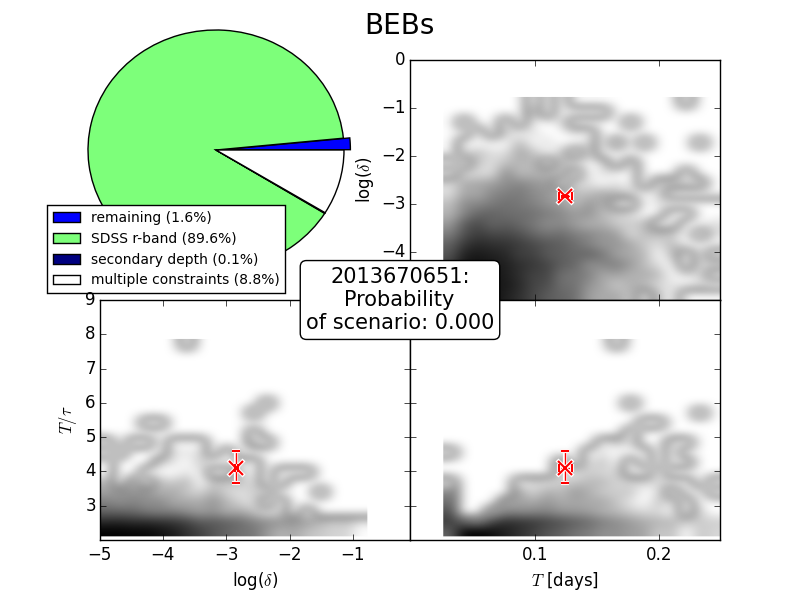 BEBs
remaining (1.6%)
SDSS r-band (89.6%)
secondary depth (0.1%)
multiple constraints (8.8%)
log(δ)
0
−1
−2
−3
−4
2013670651:
Probability
of scenario: 0.000
T/τ
9
8
7
6
5
4
3
−5 −4 −3 −2 −1
log(δ)
0.1 0.2
T [days]